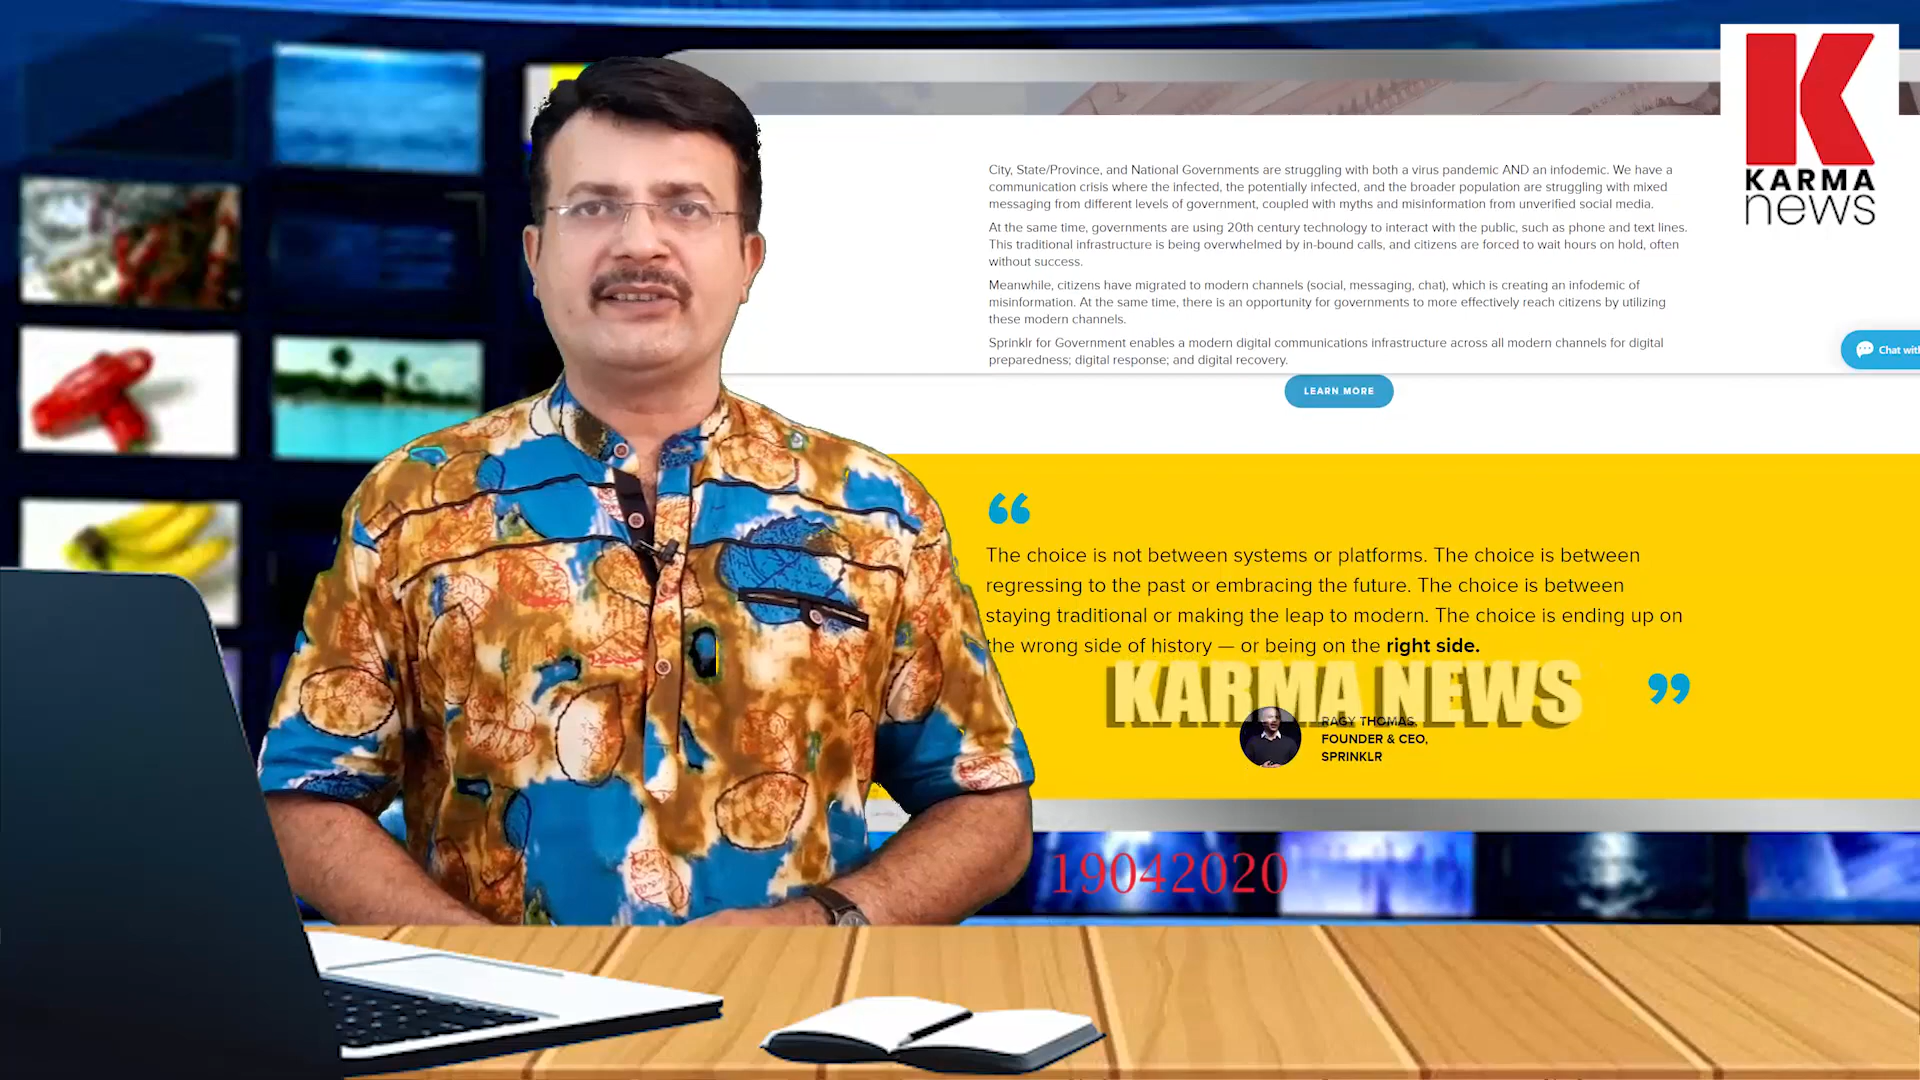 KARMA
news
City, State/Province, and National Governments are struggling with both a virus pandemic AND an infodemic. We have a
communication crisis where the infected, the potentially infected, and the broader population are struggling with mixed
messaging from different levels of government, coupled with myths and misinformation from unverified social media.
At the same time, governments are using 20th century technology to interact with the public, such as phone and text lines.
This traditional infrastructure is being overwhelmed by in-bound calls, and citizens are forced to wait hours on hold, often
without success.
Meanwhile, citizens have migrated to modern channels (social, messaging, chat), which is creating an infodemic of
misinformation. At the same time, there is an opportunity for governments to more effectively reach citizens by utilizing
these modern channels.
Sprinklr for Government enables a modern digital communications infrastructure across all modern channels for digital
preparedness; digital response; and digital recovery.
Chat with
LEARN MORE
“
The choice is not between systems or platforms. The choice is between
regressing to the past or embracing the future. The choice is between
staying traditional or making the leap to modern. The choice is ending up on
the wrong side of history — or being on the right side.
”
KARMA NEWS
RAGY THOMAS,
FOUNDER & CEO,
SPRINKLR
19042020